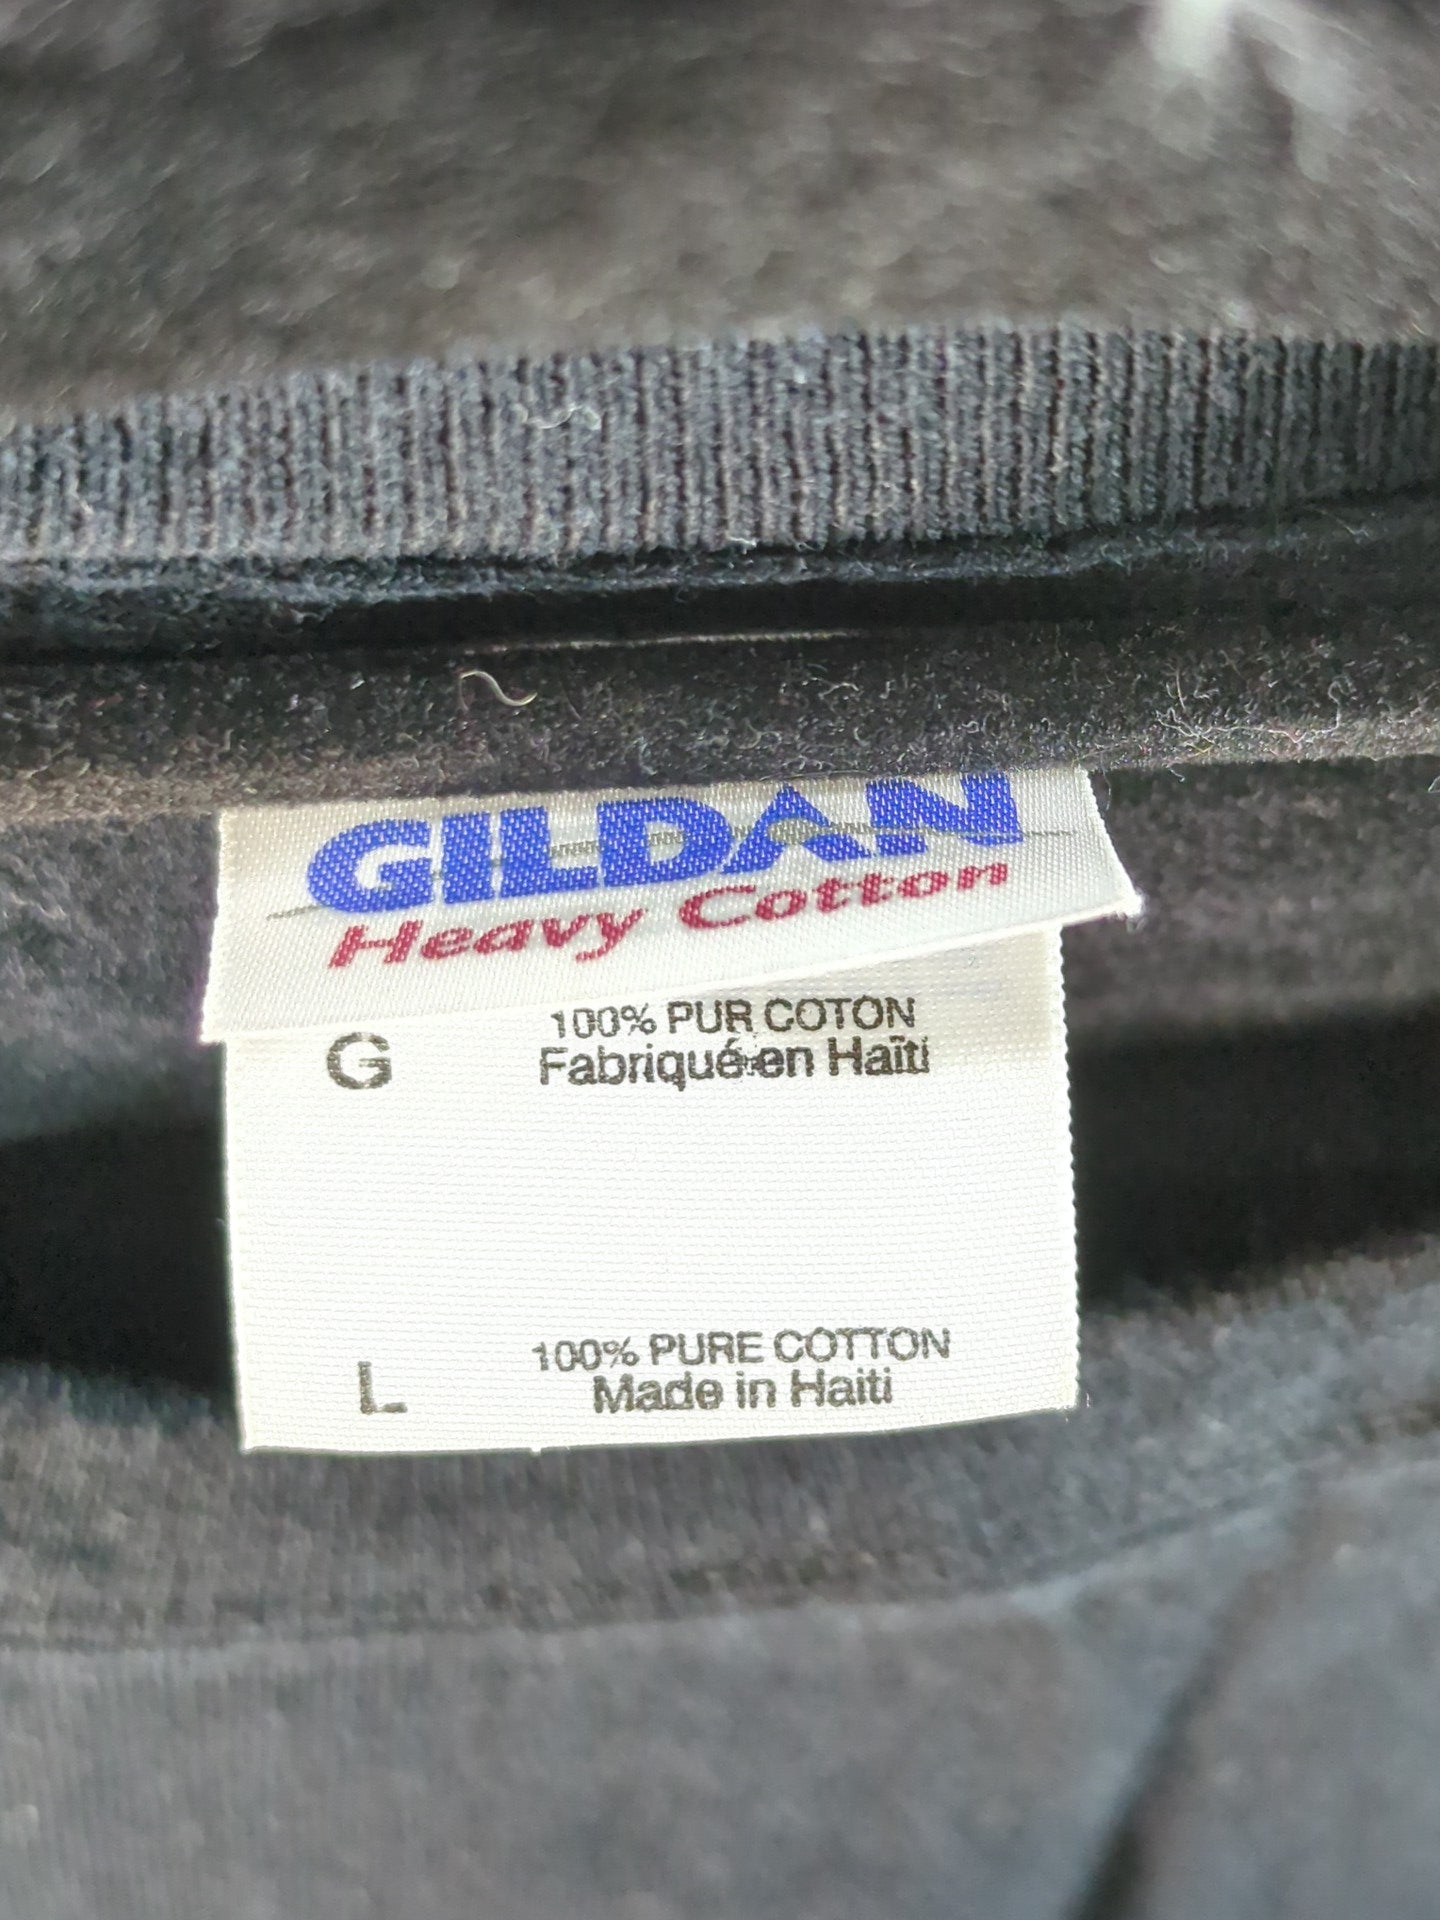 GILDAN
Heavy Cotton
G
100% PUR COTON
Fabriqué en Haïti
L
100% PURE COTTON
Made in Haiti